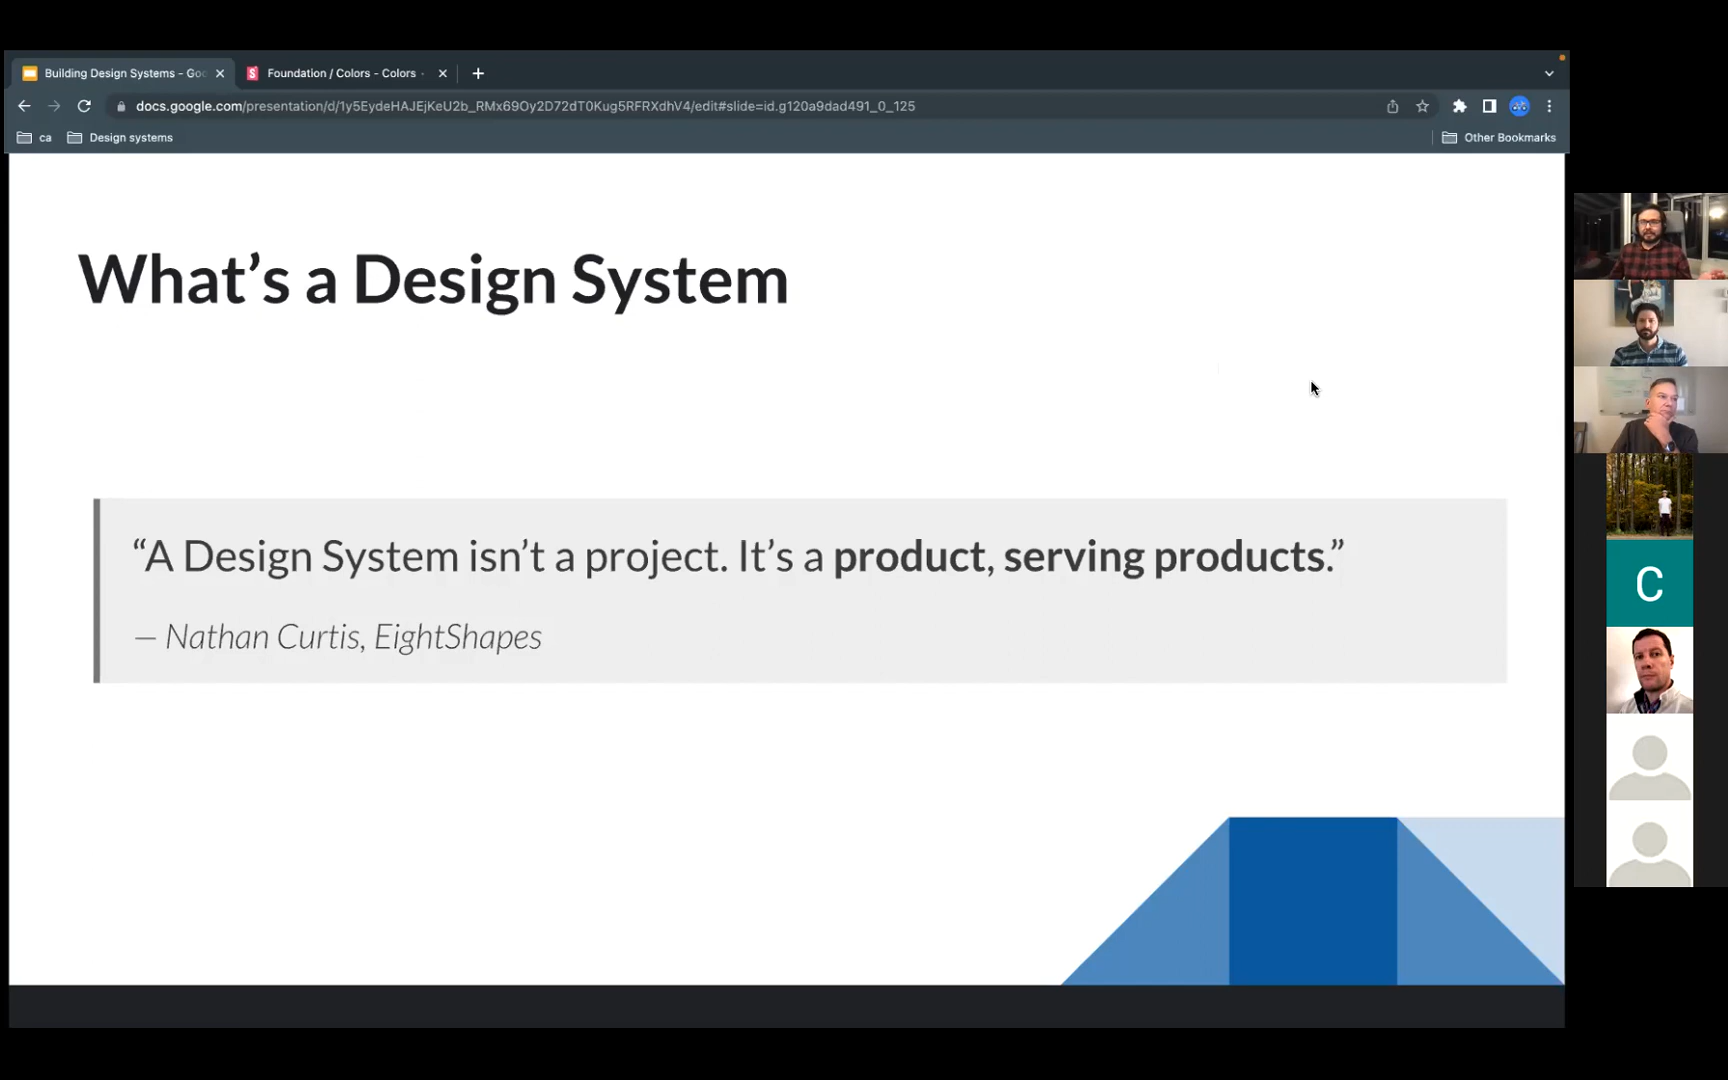 Building Design Systems - Goo
Foundation / Colors - Colors
docs.google.com/presentation/d/1y5EydeHAJEjKeU2b_RMx69Oy2D72dT0Kug5RFRXdhV4/edit#slide=id.g120a9dad491_0_125
ca
Design systems
Other Bookmarks
What’s a Design System
“A Design System isn’t a project. It’s a product, serving products.”
— Nathan Curtis, EightShapes
C